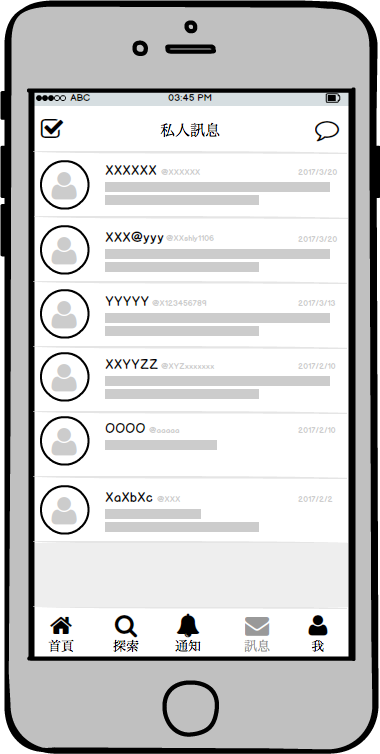 ABC 03:45 PM
私人訊息
XXXXXX @XXXXXX 2017/3/20
XXX@yyy @XXahly1106 2017/3/20
YYYYY @X123456789 2017/3/13
XXYYZZ @XYZxxxxxxx 2017/2/10
OOOO @aaaaa 2017/2/10
XaXbXc @XXX 2017/2/2
首頁 探索 通知 訊息 我